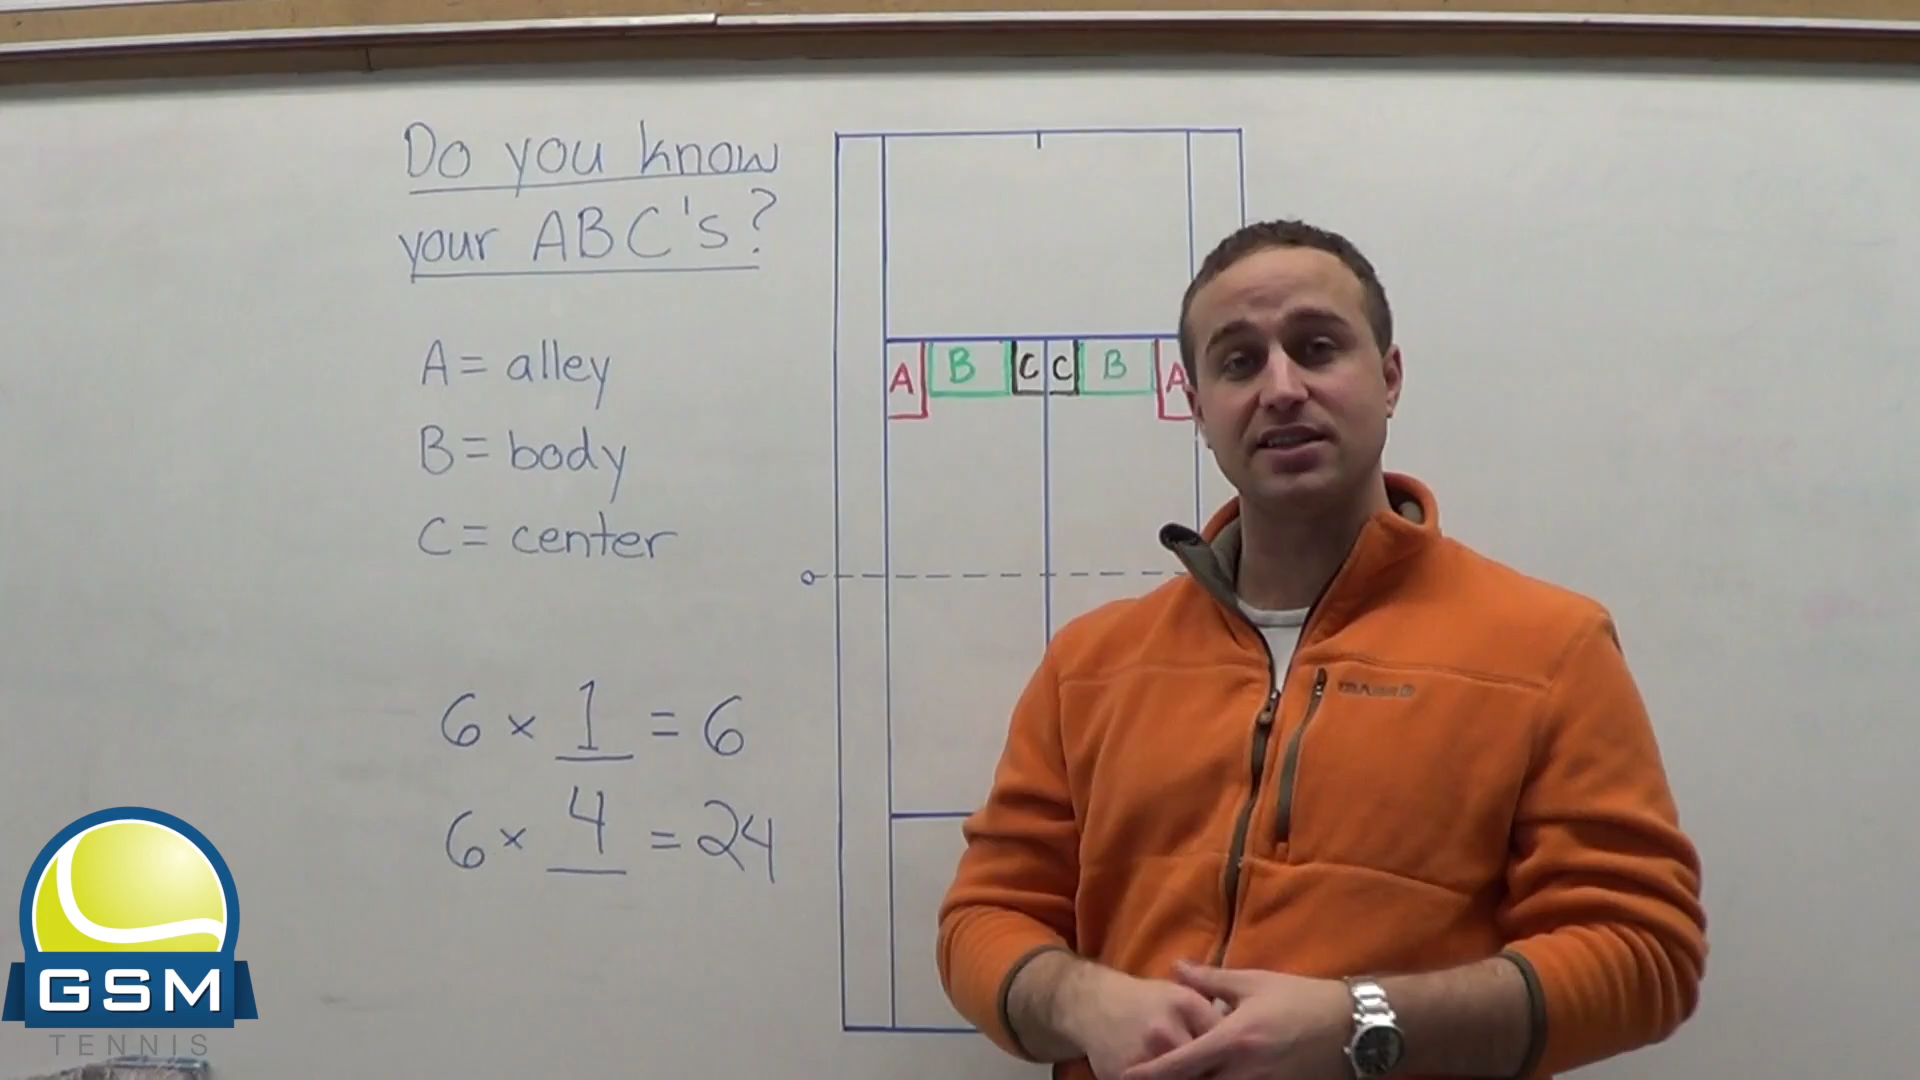 Do you know
your ABC's?
A = alley
B = body
C = center
6 × 1 = 6
6 × 4 = 24
A B C C B A
GSM
TENNIS